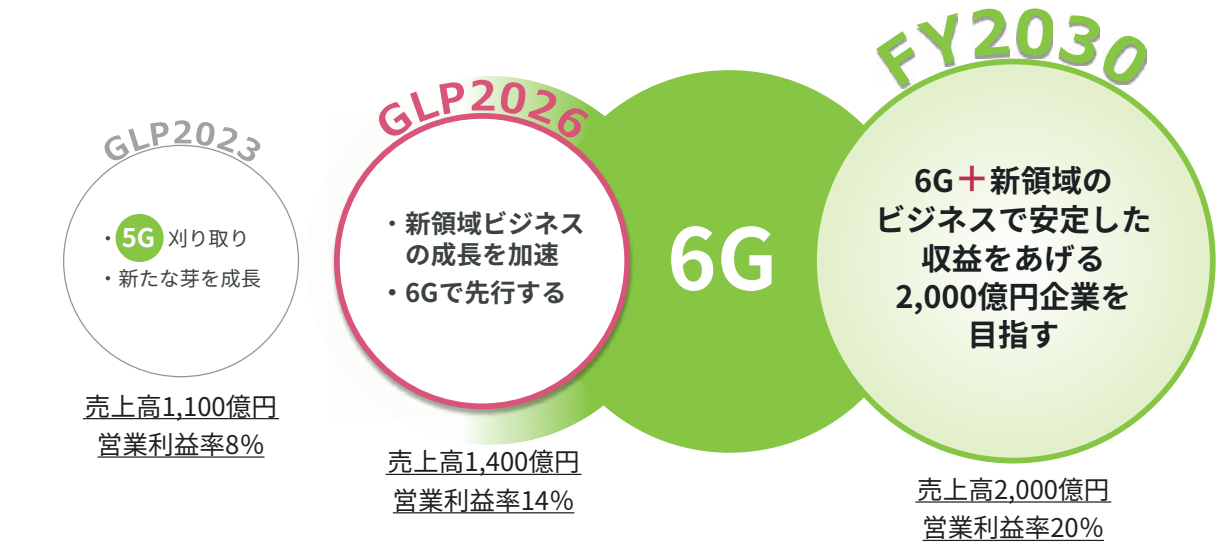 GLP2023
・5G 刈り取り
・新たな芽を成長
売上高1,100億円
営業利益率8%
GLP2026
・新領域ビジネス
の成長を加速
・6Gで先行する
売上高1,400億円
営業利益率14%
6G
FY2030
6G＋新領域の
ビジネスで安定した
収益をあげる
2,000億円企業を
目指す
売上高2,000億円
営業利益率20%